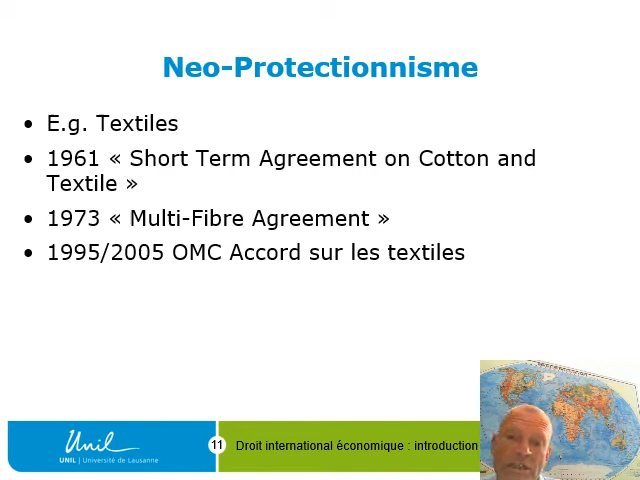 Neo-Protectionnisme
• E.g. Textiles
• 1961 « Short Term Agreement on Cotton and
Textile »
• 1973 « Multi-Fibre Agreement »
• 1995/2005 OMC Accord sur les textiles
Unil
UNIL | Université de Lausanne
11
Droit international économique : introduction